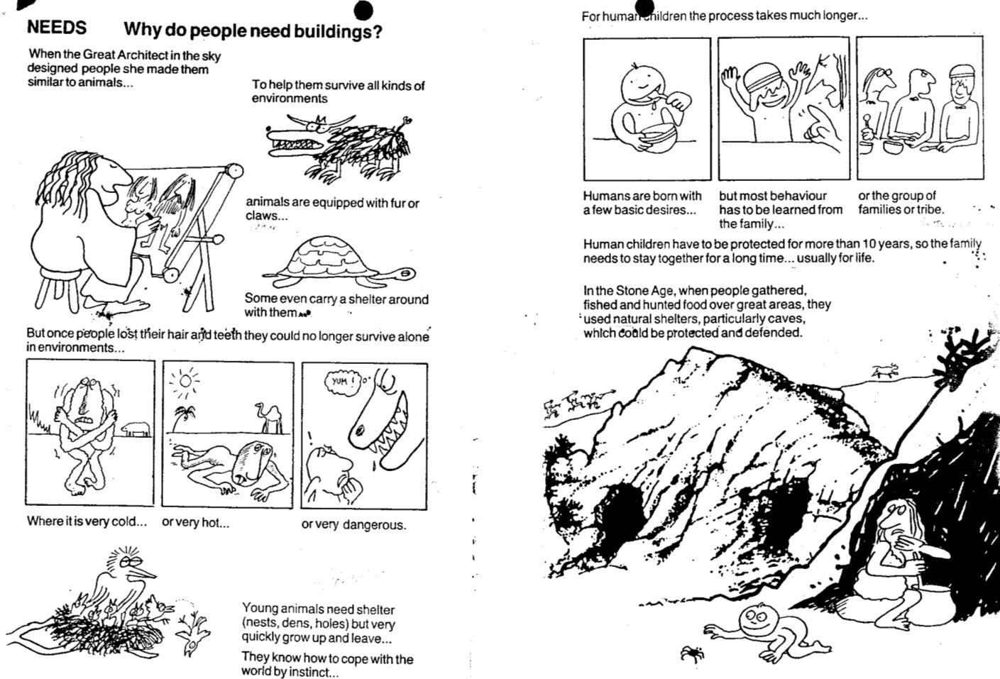 NEEDS Why do people need buildings?
When the Great Architect in the sky
designed people she made them
similar to animals...
To help them survive all kinds of
environments
animals are equipped with fur or
claws...
Some even carry a shelter around
with them
But once people lost their hair and teeth they could no longer survive alone
in environments...
YUM !
Where it is very cold...
or very hot...
or very dangerous.
Young animals need shelter
(nests, dens, holes) but very
quickly grow up and leave...
They know how to cope with the
world by instinct...
For human children the process takes much longer...
Humans are born with
a few basic desires...
but most behaviour
has to be learned from
the family...
or the group of
families or tribe.
Human children have to be protected for more than 10 years, so the family
needs to stay together for a long time... usually for life.
In the Stone Age, when people gathered,
fished and hunted food over great areas, they
used natural shelters, particularly caves,
which could be protected and defended.